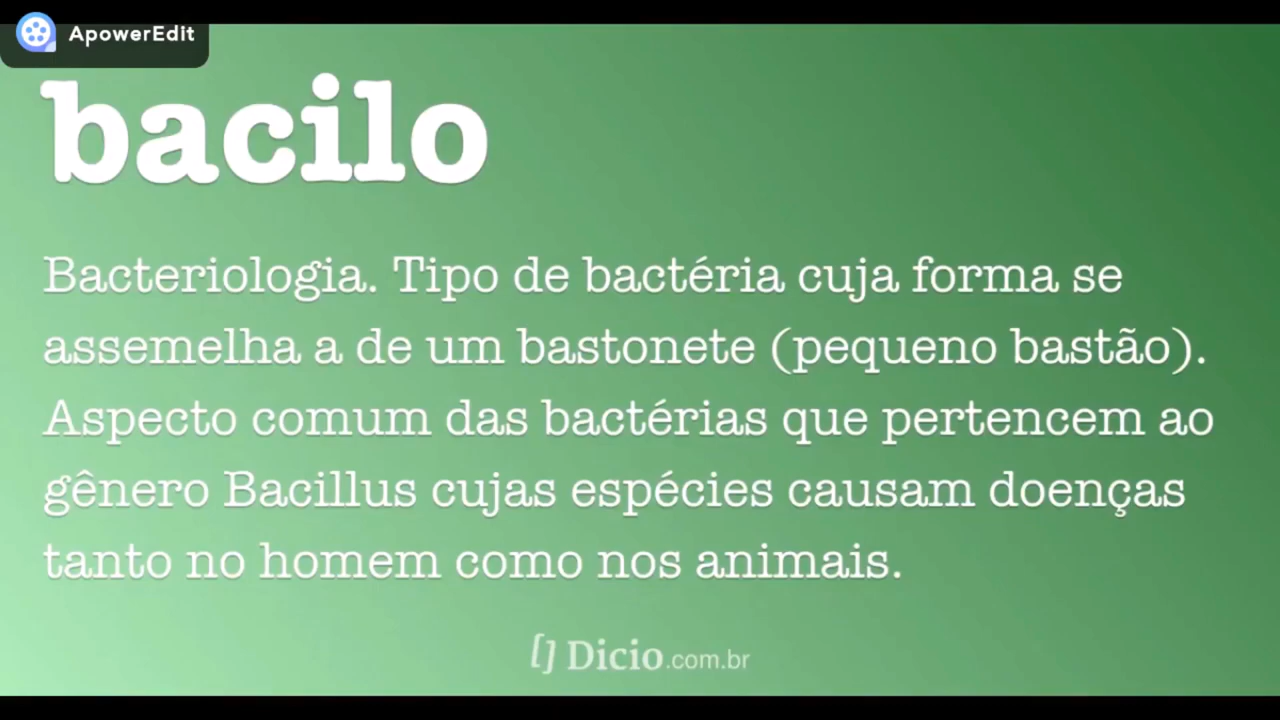 ApowerEdit
bacilo
Bacteriologia. Tipo de bactéria cuja forma se
assemelha a de um bastonete (pequeno bastão).
Aspecto comum das bactérias que pertencem ao
gênero Bacillus cujas espécies causam doenças
tanto no homem como nos animais.
[] Dicio.com.br